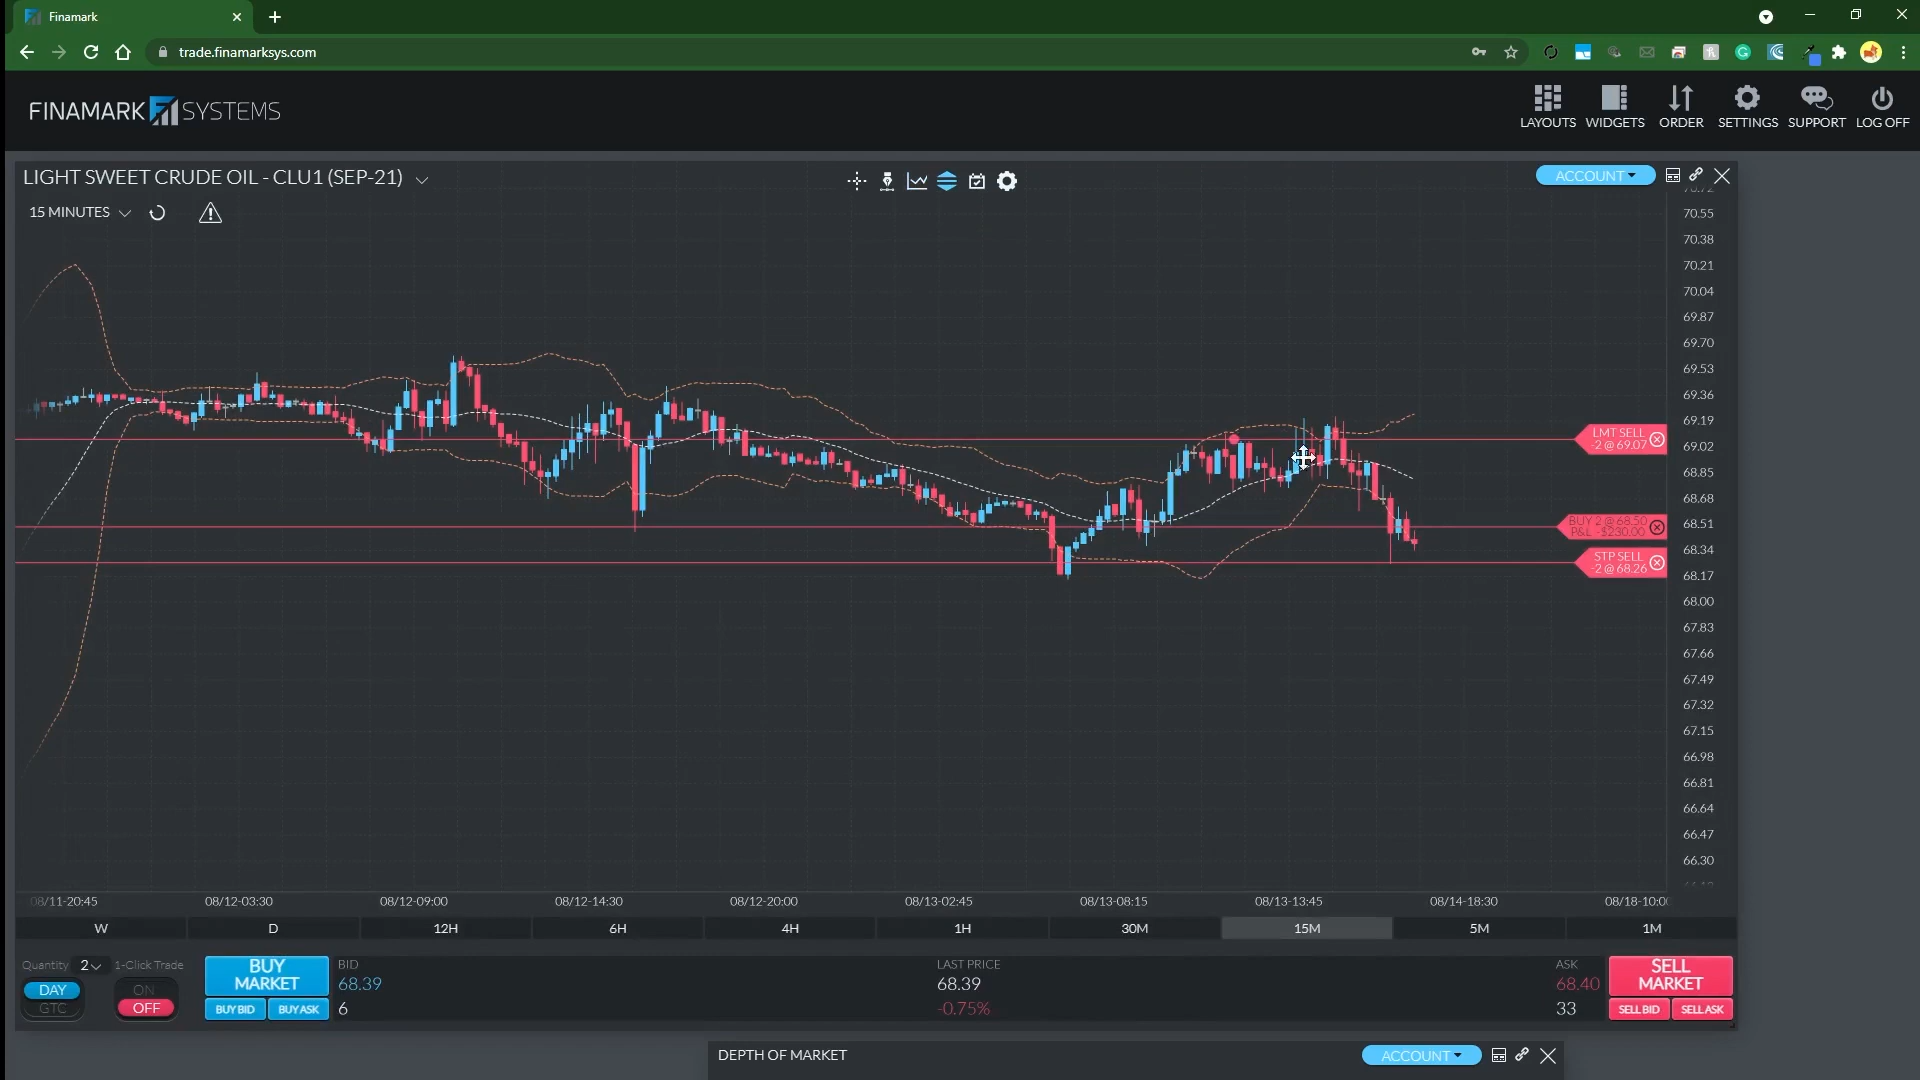 Finamark
trade.finamarksys.com
FINAMARK SYSTEMS
LAYOUTS WIDGETS ORDER SETTINGS SUPPORT LOG OFF
LIGHT SWEET CRUDE OIL - CLU1 (SEP-21)
ACCOUNT
15 MINUTES
70.72
70.55
70.38
70.21
70.04
69.87
69.70
69.53
69.36
69.19
69.02
68.85
68.68
68.51
68.34
68.17
68.00
67.83
67.66
67.49
67.32
67.15
66.98
66.81
66.64
66.47
66.30
LMT SELL
-2 @ 69.07
BUY 2 @ 68.50
P&L -$230.00
STP SELL
-2 @ 68.26
08/11-20:45 08/12-03:30 08/12-09:00 08/12-14:30 08/12-20:00 08/13-02:45 08/13-08:15 08/13-13:45 08/14-18:30 08/18-10:00
W D 12H 6H 4H 1H 30M 15M 5M 1M
Quantity 2 1-Click Trade
DAY
GTC
ON
OFF
BUY
MARKET
BUY BID BUY ASK
BID
68.39
6
LAST PRICE
68.39
-0.75%
ASK
68.40
33
SELL
MARKET
SELL BID SELL ASK
DEPTH OF MARKET
ACCOUNT